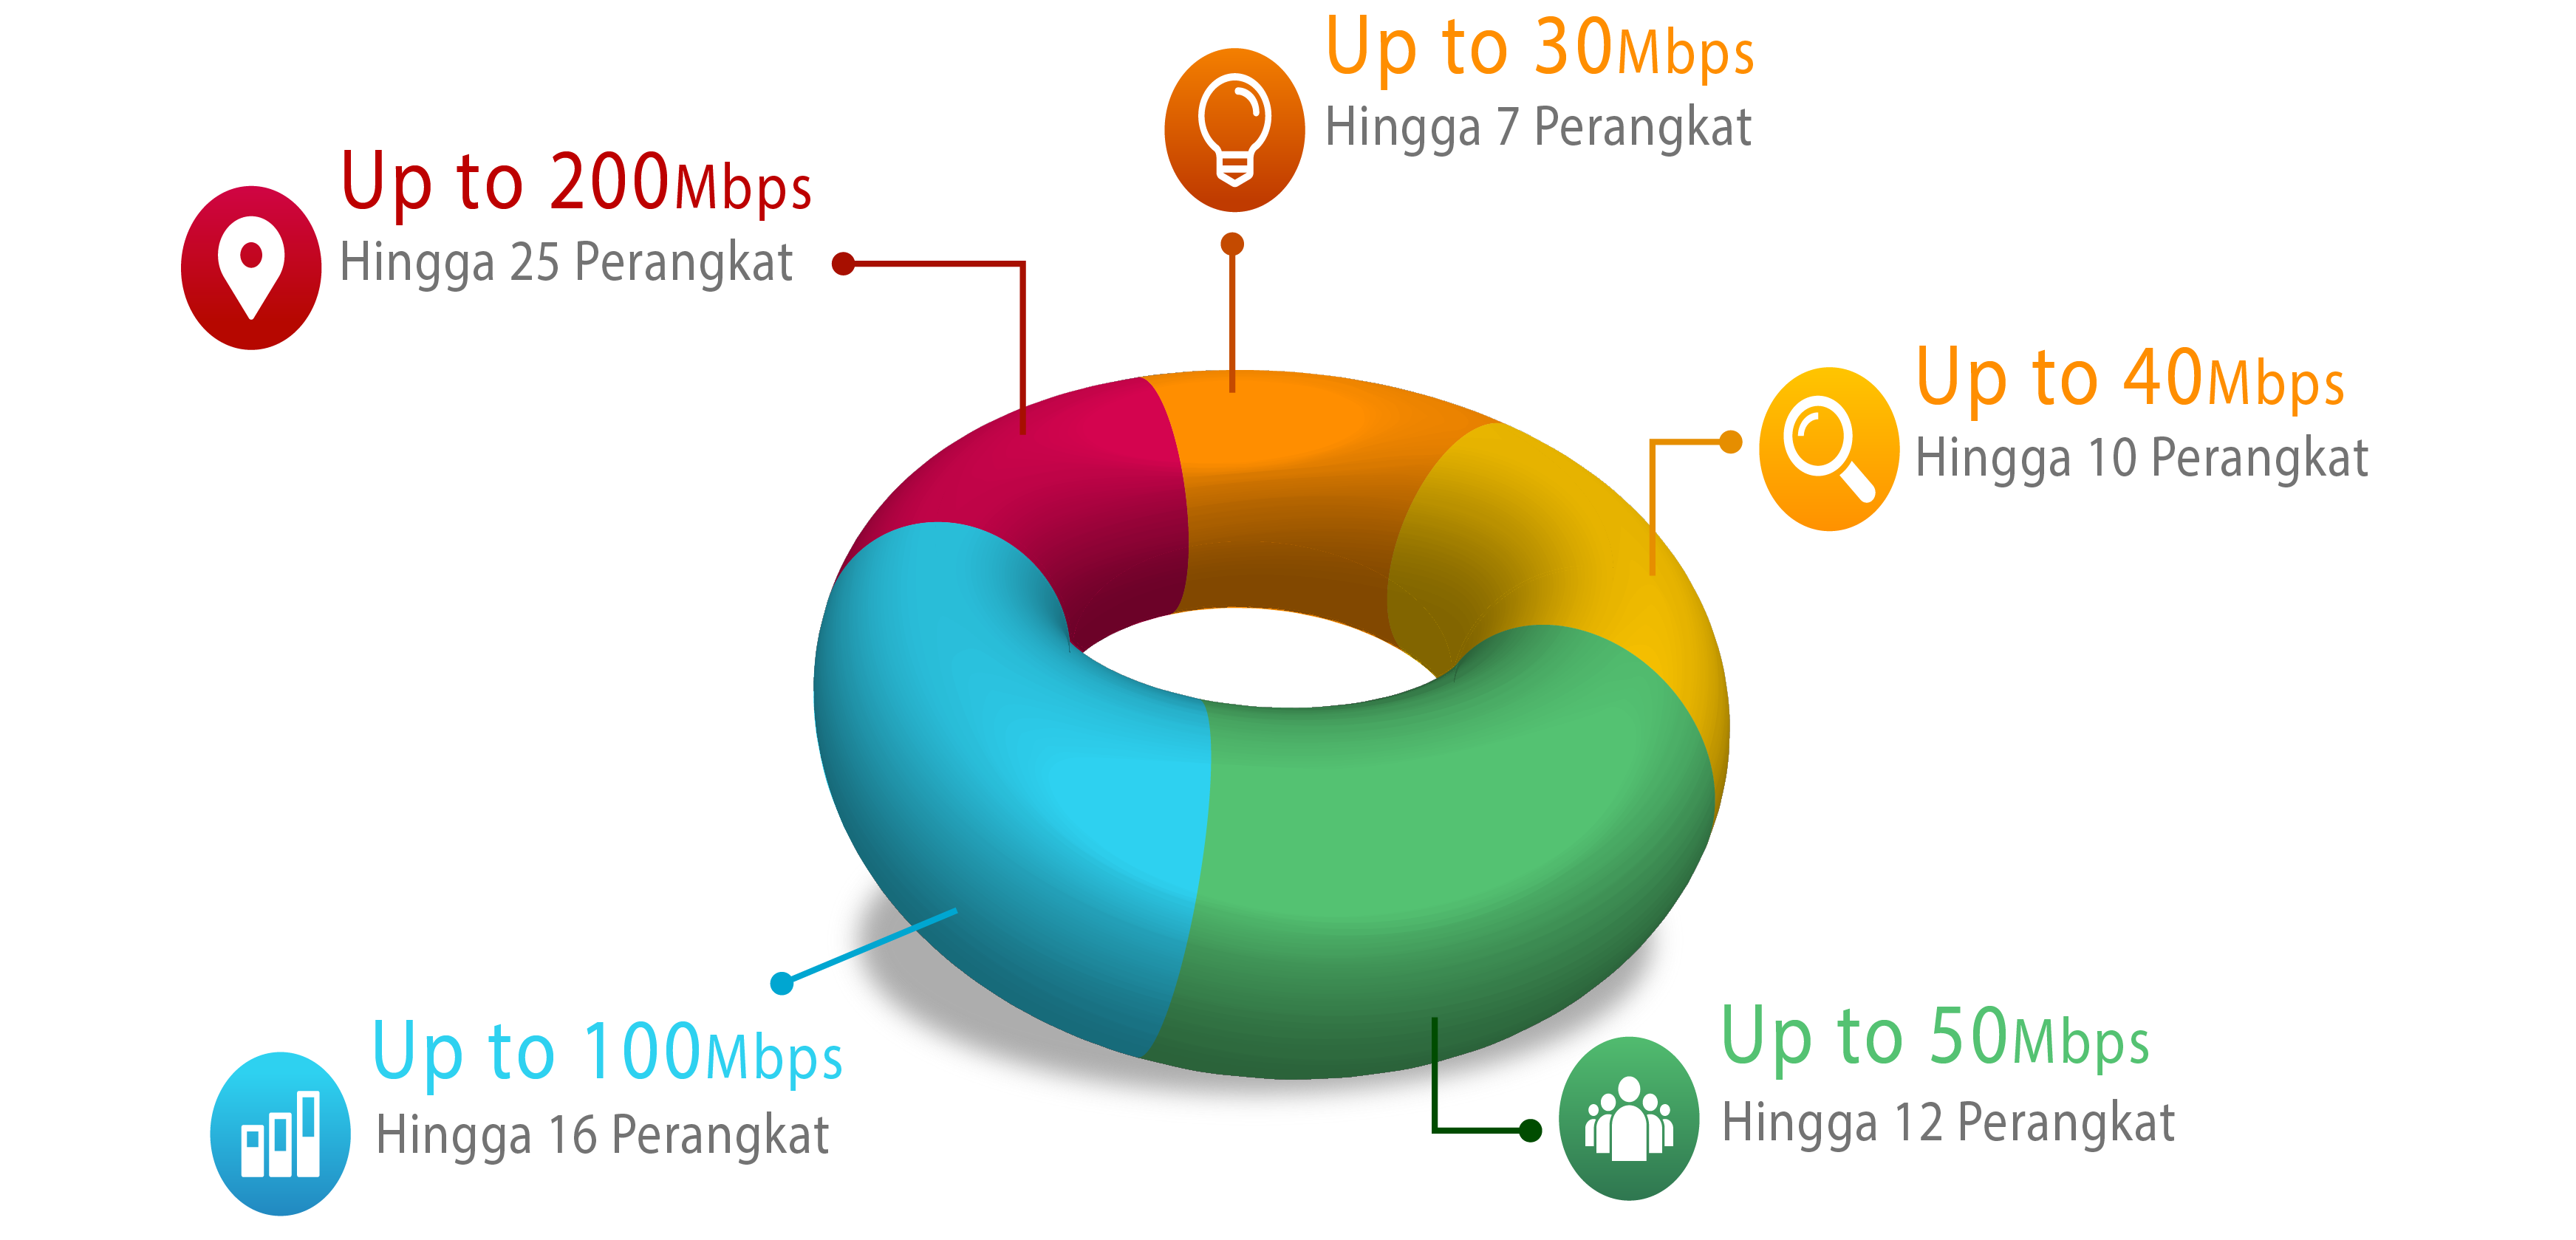 Up to 30Mbps
Hingga 7 Perangkat
Up to 200Mbps
Hingga 25 Perangkat
Up to 40Mbps
Hingga 10 Perangkat
Up to 100Mbps
Hingga 16 Perangkat
Up to 50Mbps
Hingga 12 Perangkat